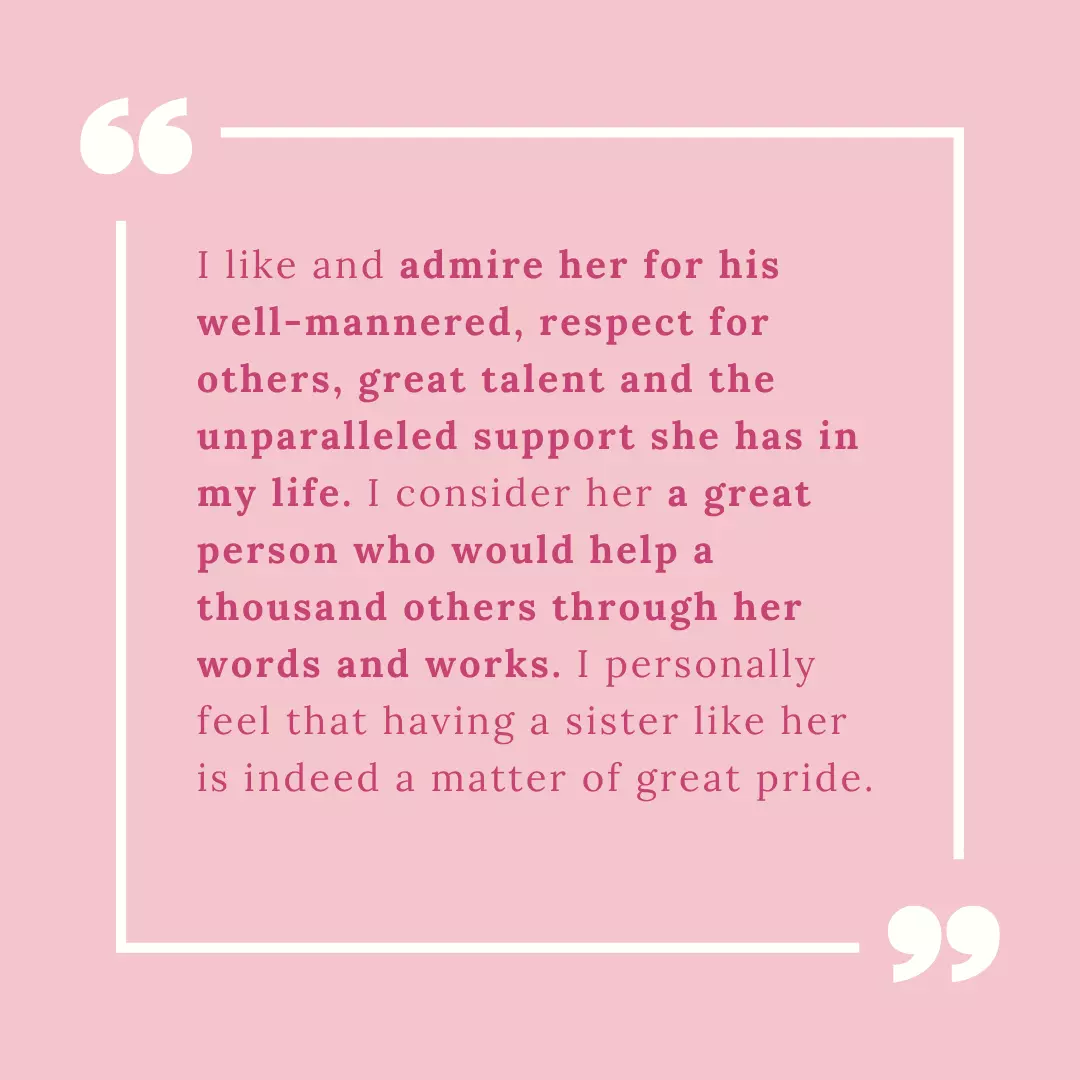 I like and admire her for his
well-mannered, respect for
others, great talent and the
unparalleled support she has in
my life. I consider her a great
person who would help a
thousand others through her
words and works. I personally
feel that having a sister like her
is indeed a matter of great pride.